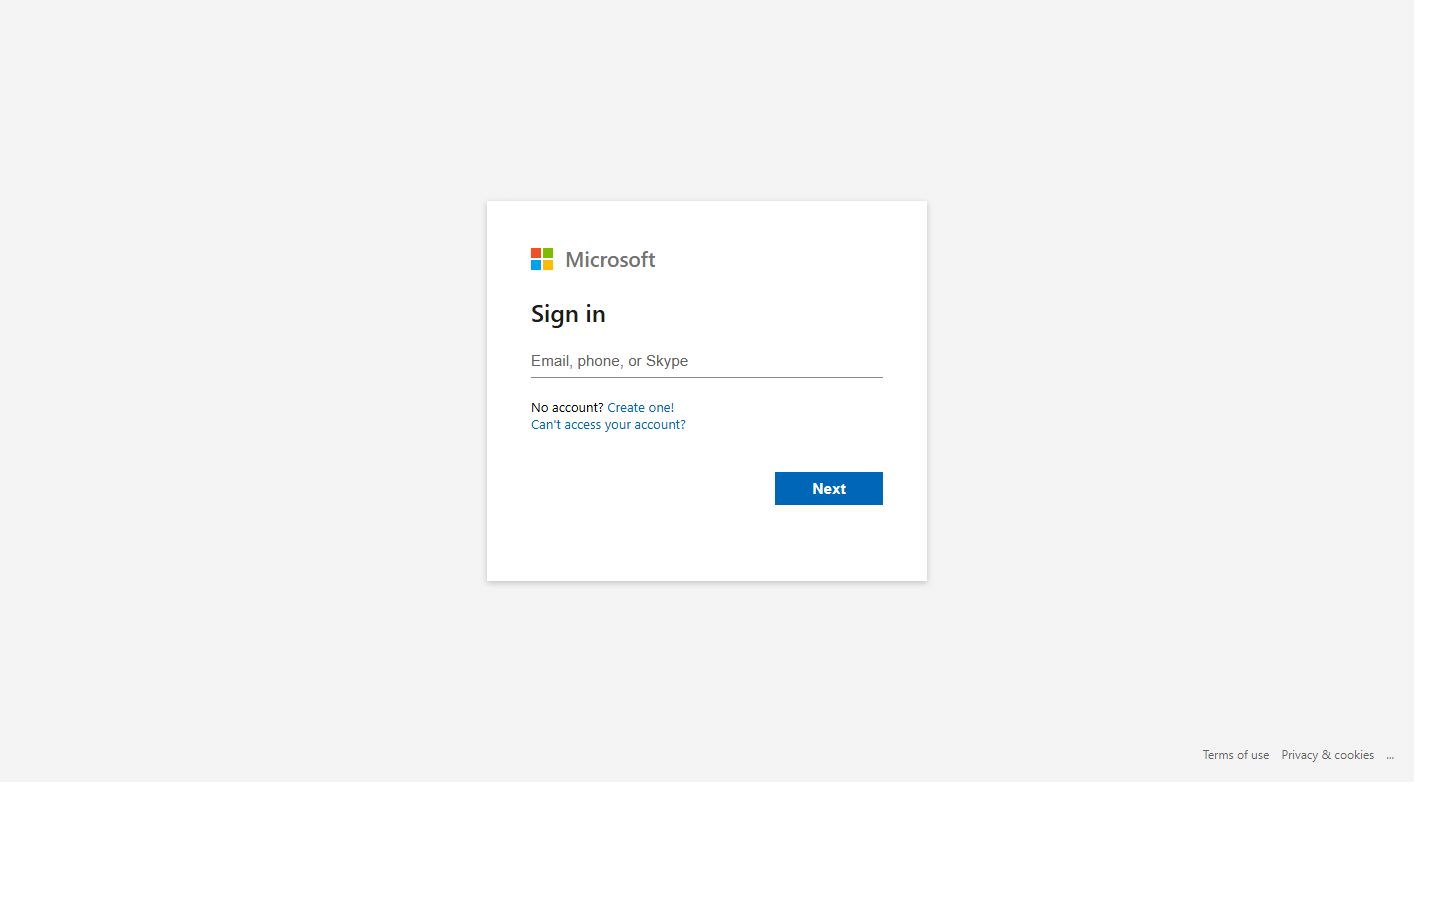 Microsoft
Sign in
Email, phone, or Skype
No account? Create one!
Can't access your account?
Next
Terms of use Privacy & cookies ...